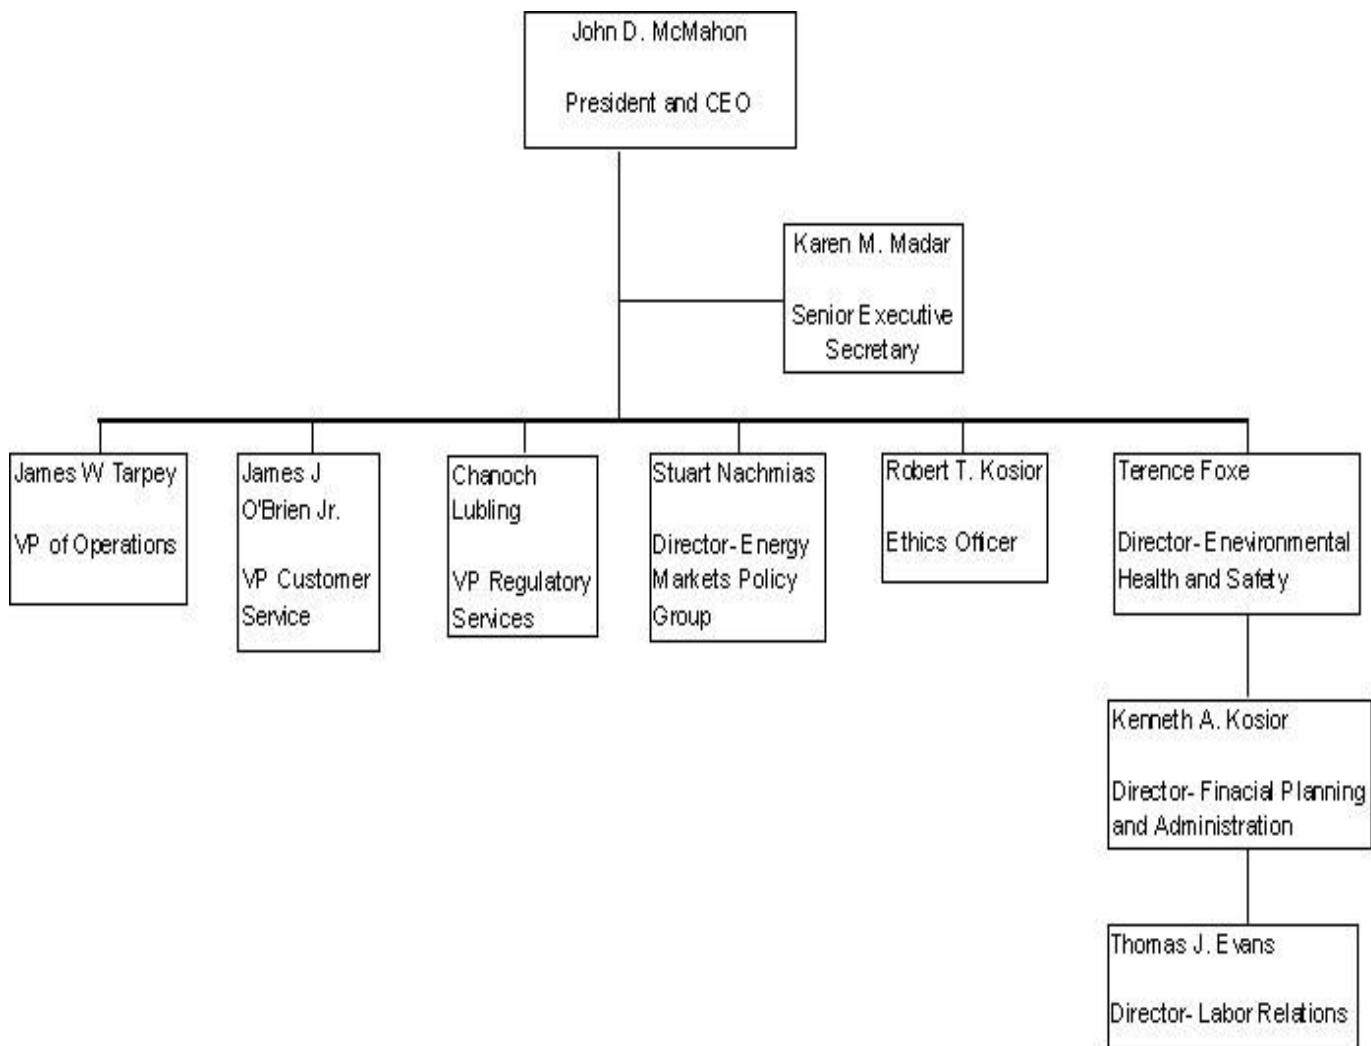 John D. McMahon
President and CEO
Karen M. Madar
Senior Executive
Secretary
James W Tarpey
VP of Operations
James J
O'Brien Jr.
VP Customer
Service
Chanoch
Lubling
VP Regulatory
Services
Stuart Nachmias
Director- Energy
Markets Policy
Group
Robert T. Kosior
Ethics Officer
Terence Foxe
Director- Enevironmental
Health and Safety
Kenneth A. Kosior
Director- Finacial Planning
and Administration
Thomas J. Evans
Director- Labor Relations